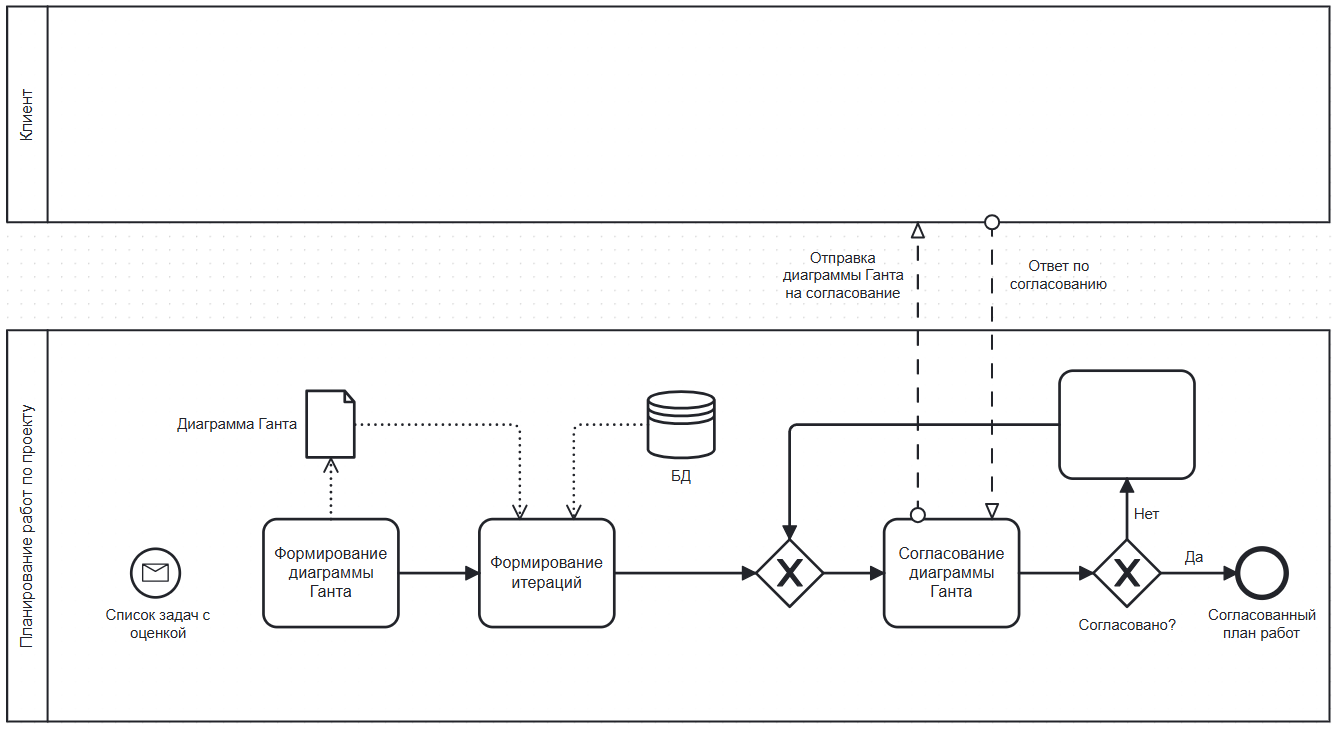 Клиент
Отправка
диаграммы Ганта
на согласование
Ответ по
согласованию
Планирование работ по проекту
Диаграмма Ганта
БД
Нет
Формирование
диаграммы
Ганта
Формирование
итераций
Согласование
диаграммы
Ганта
Да
Список задач с
оценкой
Согласовано?
Согласованный
план работ